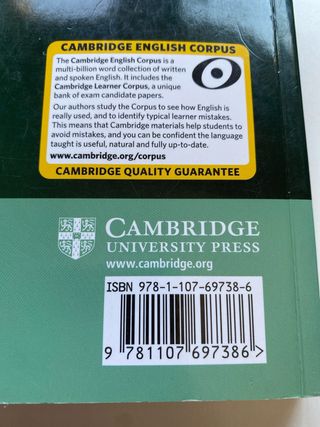 CAMBRIDGE ENGLISH CORPUS
The Cambridge English Corpus is a
multi-billion word collection of written
and spoken English. It includes the
Cambridge Learner Corpus, a unique
bank of exam candidate papers.
Our authors study the Corpus to see how English is
really used, and to identify typical learner mistakes.
This means that Cambridge materials help students to
avoid mistakes, and you can be confident the language
taught is useful, natural and fully up-to-date.
www.cambridge.org/corpus
CAMBRIDGE QUALITY GUARANTEE
CAMBRIDGE
UNIVERSITY PRESS
www.cambridge.org
ISBN 978-1-107-69738-6
9 781107 697386 >